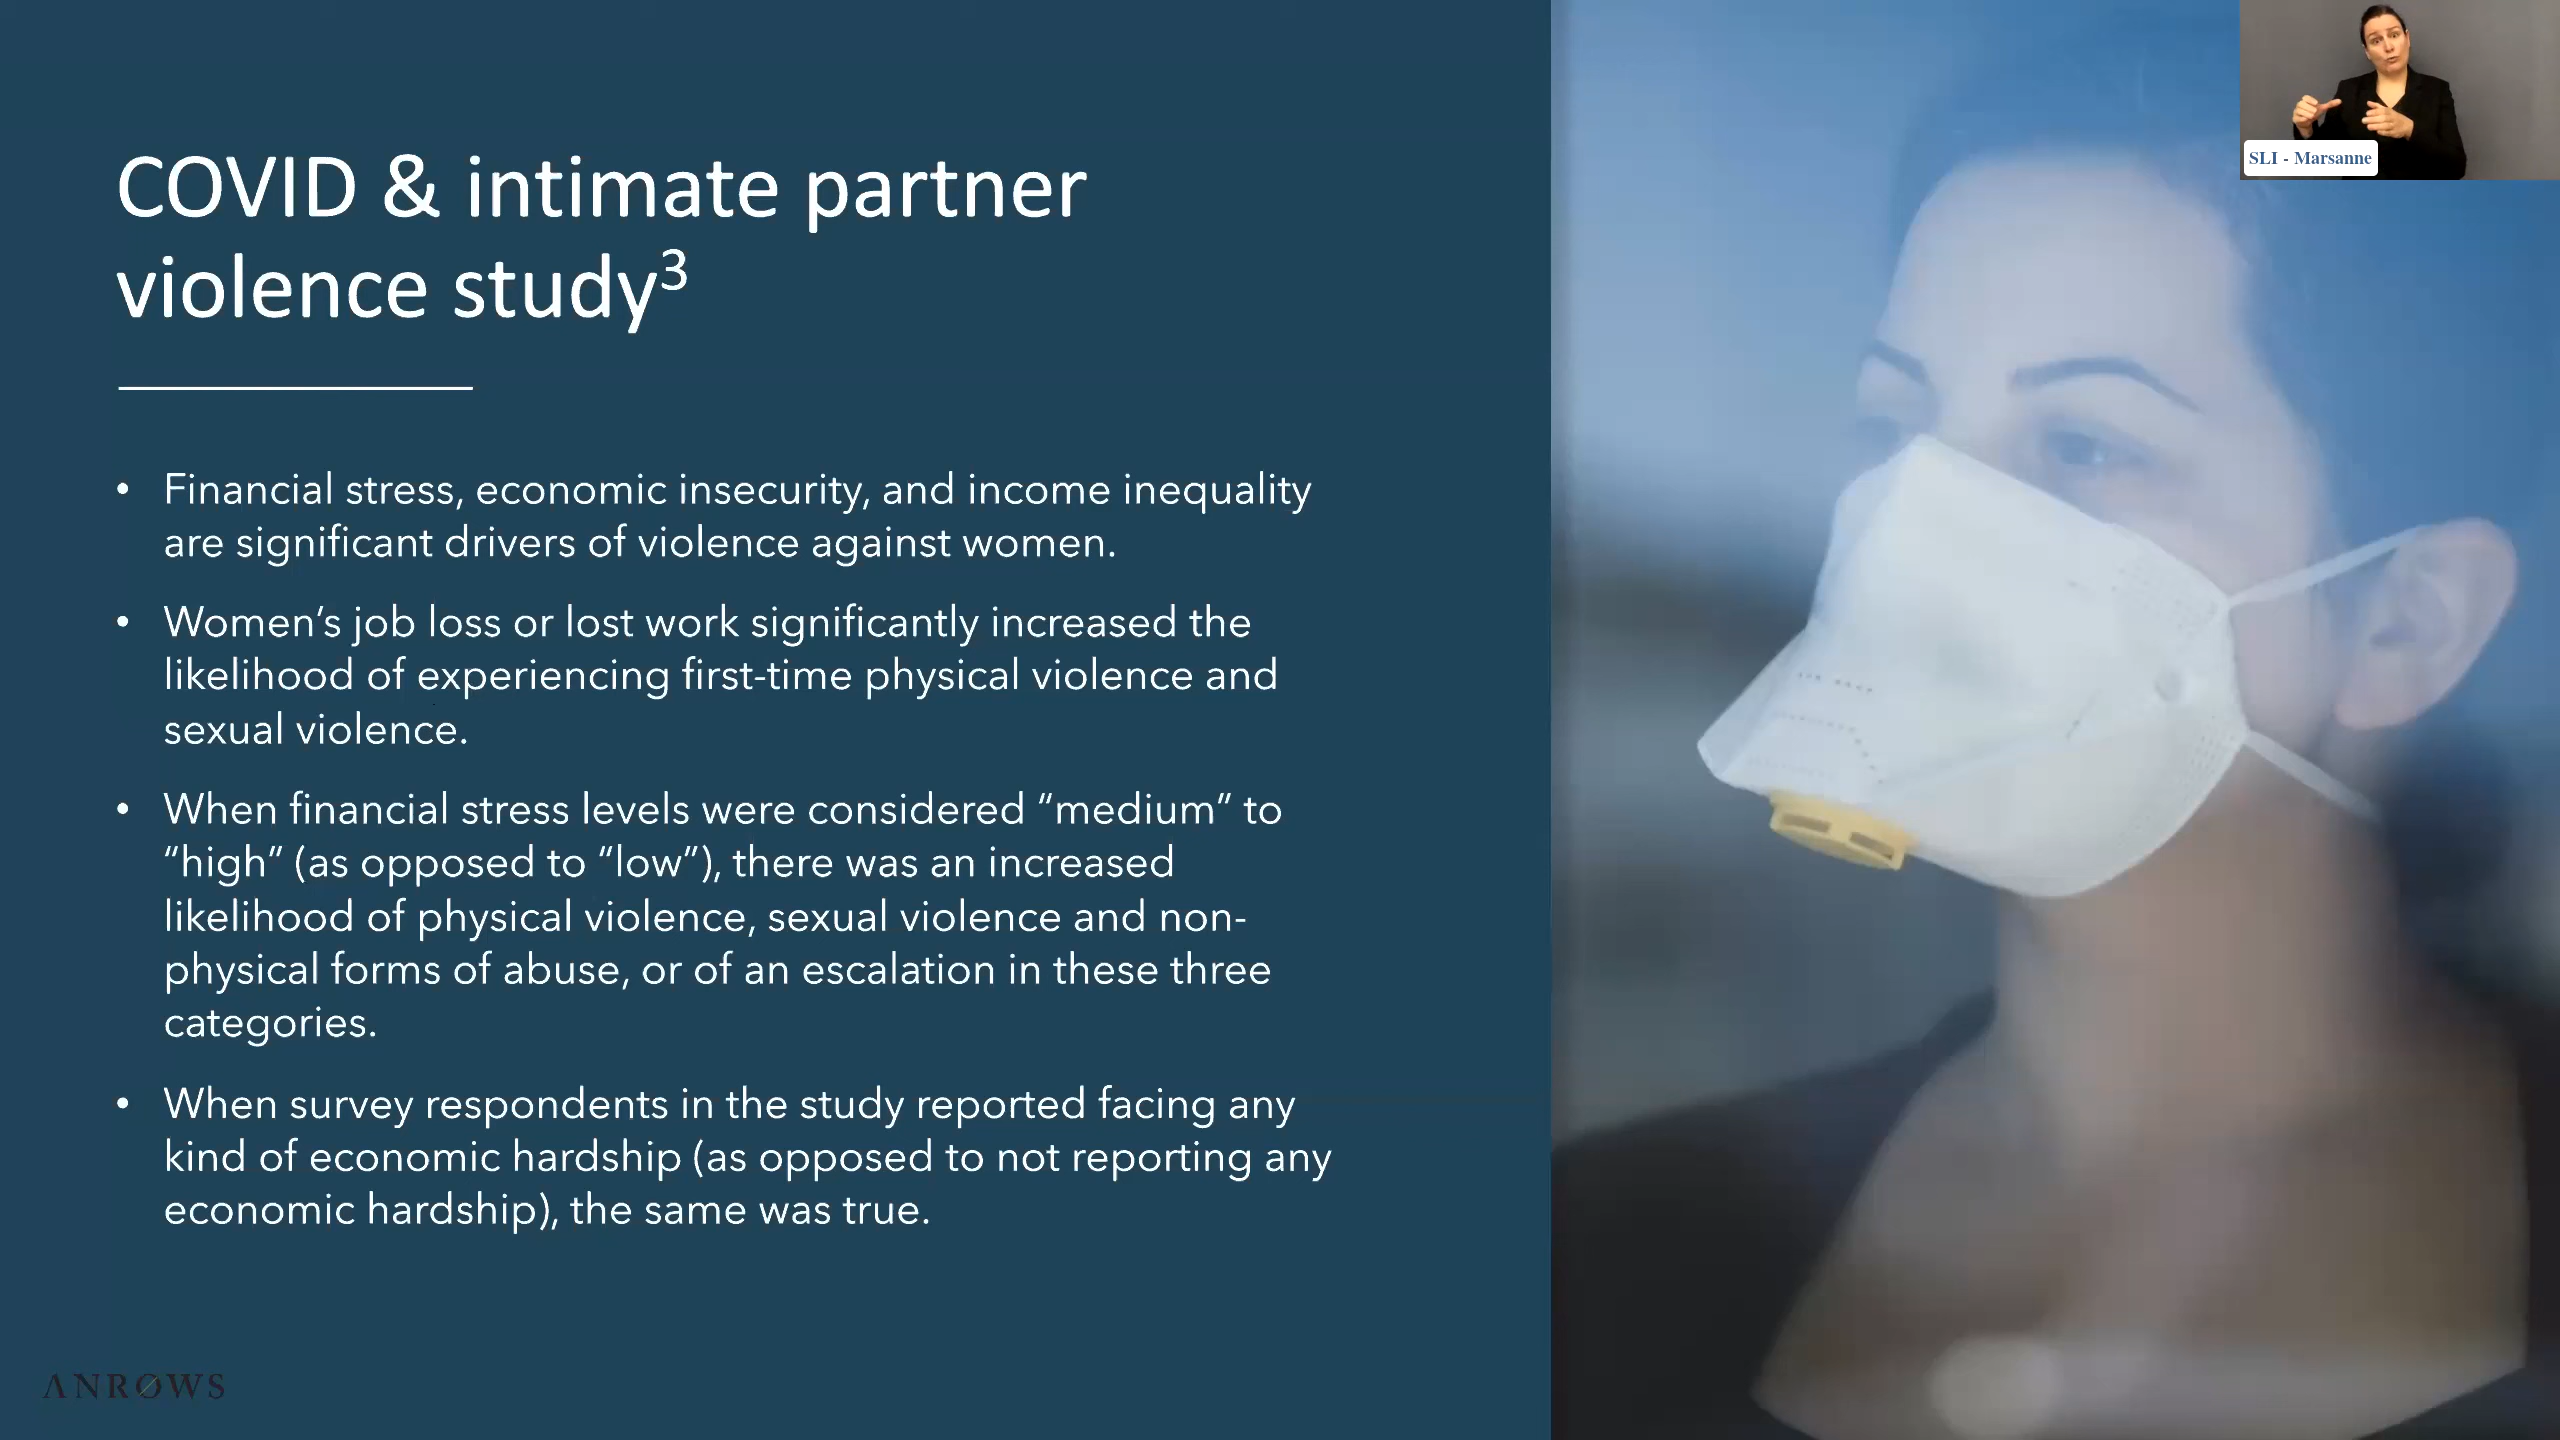 COVID & intimate partner
violence study³
• Financial stress, economic insecurity, and income inequality
are significant drivers of violence against women.
• Women’s job loss or lost work significantly increased the
likelihood of experiencing first-time physical violence and
sexual violence.
• When financial stress levels were considered “medium” to
“high” (as opposed to “low”), there was an increased
likelihood of physical violence, sexual violence and non-
physical forms of abuse, or of an escalation in these three
categories.
• When survey respondents in the study reported facing any
kind of economic hardship (as opposed to not reporting any
economic hardship), the same was true.
ANROWS
SLI - Marsanne